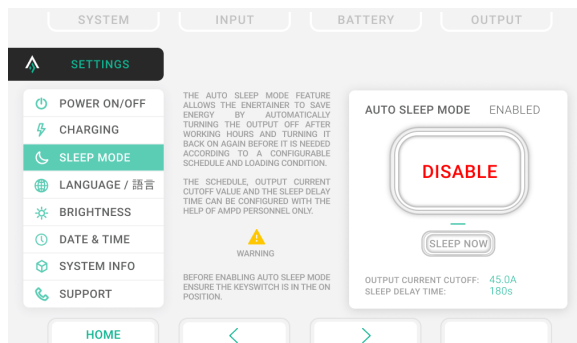 SYSTEM
INPUT
BATTERY
OUTPUT
SETTINGS
POWER ON/OFF
CHARGING
SLEEP MODE
LANGUAGE / 語言
BRIGHTNESS
DATE & TIME
SYSTEM INFO
SUPPORT
THE AUTO SLEEP MODE FEATURE
ALLOWS THE ENERTAINER TO SAVE
ENERGY BY AUTOMATICALLY
TURNING THE OUTPUT OFF AFTER
WORKING HOURS AND TURNING IT
BACK ON AGAIN BEFORE IT IS NEEDED
ACCORDING TO A CONFIGURABLE
SCHEDULE AND LOADING CONDITION.
THE SCHEDULE, OUTPUT CURRENT
CUTOFF VALUE AND THE SLEEP DELAY
TIME CAN BE CONFIGURED WITH THE
HELP OF AMPD PERSONNEL ONLY.
WARNING
BEFORE ENABLING AUTO SLEEP MODE
ENSURE THE KEYSWITCH IS IN THE ON
POSITION.
AUTO SLEEP MODE ENABLED
DISABLE
SLEEP NOW
OUTPUT CURRENT CUTOFF: 45.0A
SLEEP DELAY TIME: 180s
HOME